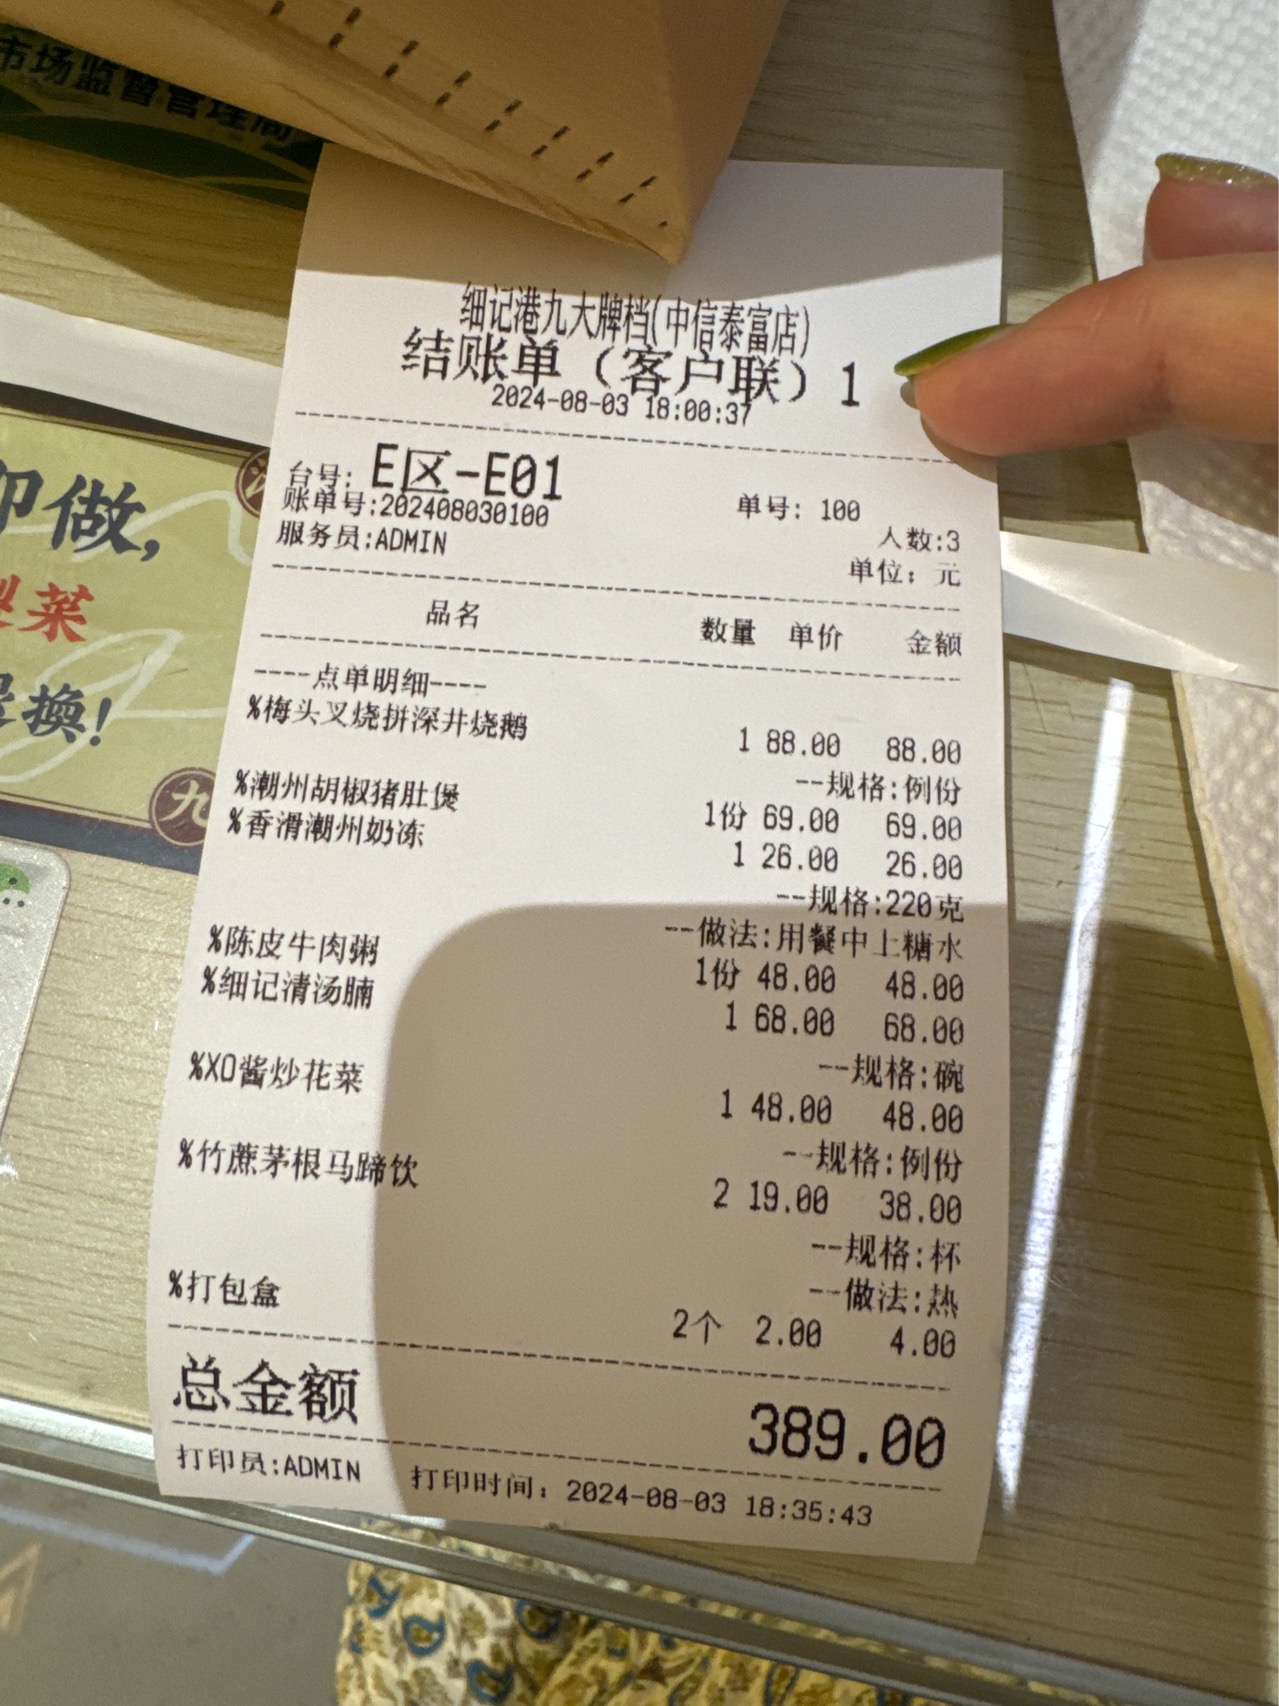 市场监督管理局
细记港九大牌档(中信泰富店)
结账单（客户联）1
2024-08-03 18:00:37
台号: E区-E01
账单号:202408030100 单号: 100
服务员:ADMIN 人数:3
单位: 元
品名 数量 单价 金额
----点单明细----
%梅头叉烧拼深井烧鹅
1 88.00 88.00
--规格:例份
%潮州胡椒猪肚煲
1份 69.00 69.00
%香滑潮州奶冻
1 26.00 26.00
--规格:220克
--做法:用餐中上糖水
%陈皮牛肉粥
1份 48.00 48.00
%细记清汤腩
1 68.00 68.00
--规格:碗
%XO酱炒花菜
1 48.00 48.00
--规格:例份
%竹蔗茅根马蹄饮
2 19.00 38.00
--规格:杯
--做法:热
%打包盒
2个 2.00 4.00
总金额 389.00
打印员:ADMIN 打印时间: 2024-08-03 18:35:43
做,
菜
换!
九